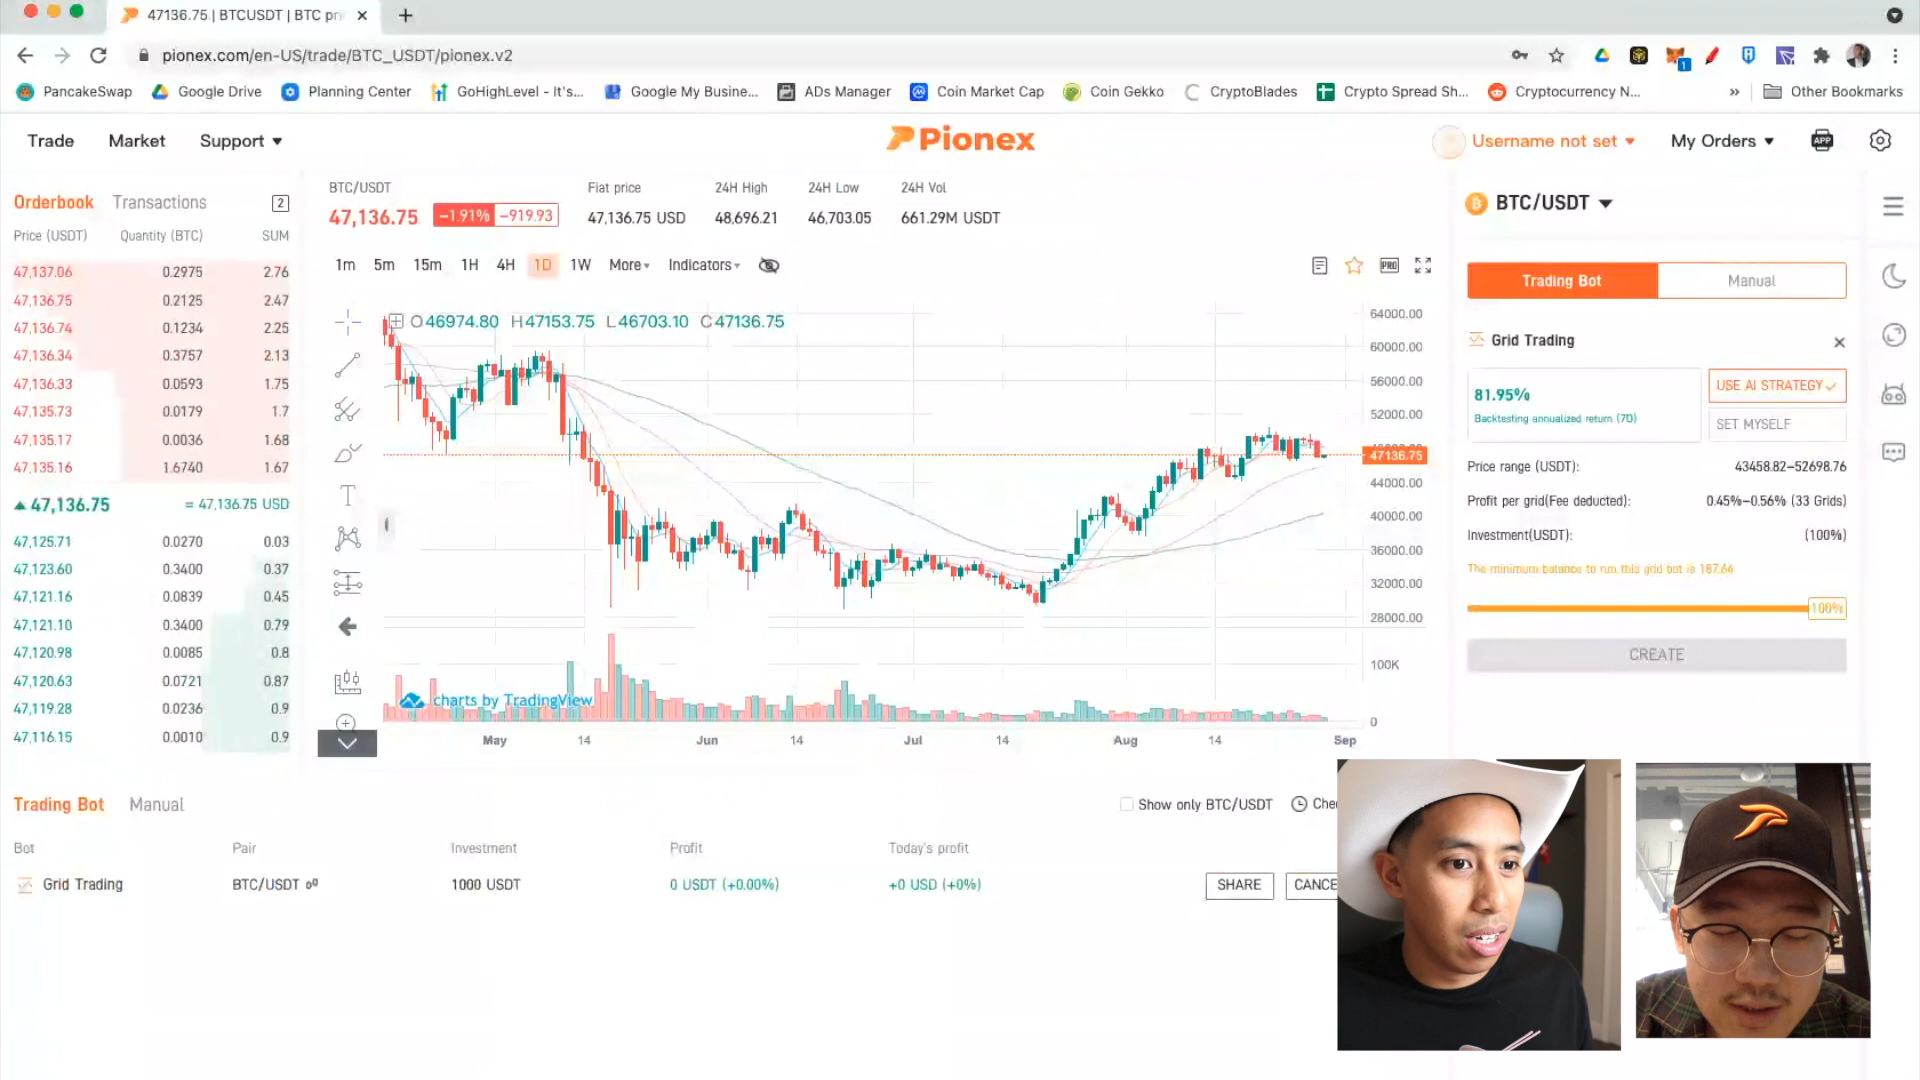 47136.75 | BTCUSDT | BTC pri
pionex.com/en-US/trade/BTC_USDT/pionex.v2
1
PancakeSwap Google Drive Planning Center GoHighLevel - It's... Google My Busine... ADs Manager Coin Market Cap Coin Gekko CryptoBlades Crypto Spread Sh... Cryptocurrency N... » Other Bookmarks
Trade Market Support Pionex Username not set My Orders APP
Orderbook Transactions 2
Price (USDT) Quantity (BTC) SUM
47,137.06 0.2975 2.76
47,136.75 0.2125 2.47
47,136.74 0.1234 2.25
47,136.34 0.3757 2.13
47,136.33 0.0593 1.75
47,135.73 0.0179 1.7
47,135.17 0.0036 1.68
47,135.16 1.6740 1.67
47,136.75 = 47,136.75 USD
47,125.71 0.0270 0.03
47,123.60 0.3400 0.37
47,121.16 0.0839 0.45
47,121.10 0.3400 0.79
47,120.98 0.0085 0.8
47,120.63 0.0721 0.87
47,119.28 0.0236 0.9
47,116.15 0.0010 0.9
BTC/USDT Fiat price 24H High 24H Low 24H Vol
47,136.75 -1.91% -919.93 47,136.75 USD 48,696.21 46,703.05 661.29M USDT
1m 5m 15m 1H 4H 1D 1W More Indicators PRO
O46974.80 H47153.75 L46703.10 C47136.75
64000.00
60000.00
56000.00
52000.00
47136.75
44000.00
40000.00
36000.00
32000.00
28000.00
100K
0
charts by TradingView
May 14 Jun 14 Jul 14 Aug 14 Sep
BTC/USDT
Trading Bot Manual
Grid Trading
81.95%
Backtesting annualized return (7D)
USE AI STRATEGY
SET MYSELF
Price range (USDT): 43458.82-52698.76
Profit per grid(Fee deducted): 0.45%-0.56% (33 Grids)
Investment(USDT): (100%)
The minimum balance to run this grid bot is 187.64
100%
CREATE
Trading Bot Manual Show only BTC/USDT Che
Bot Pair Investment Profit Today's profit
Grid Trading BTC/USDT 1000 USDT 0 USDT (+0.00%) +0 USD (+0%) SHARE CANCE